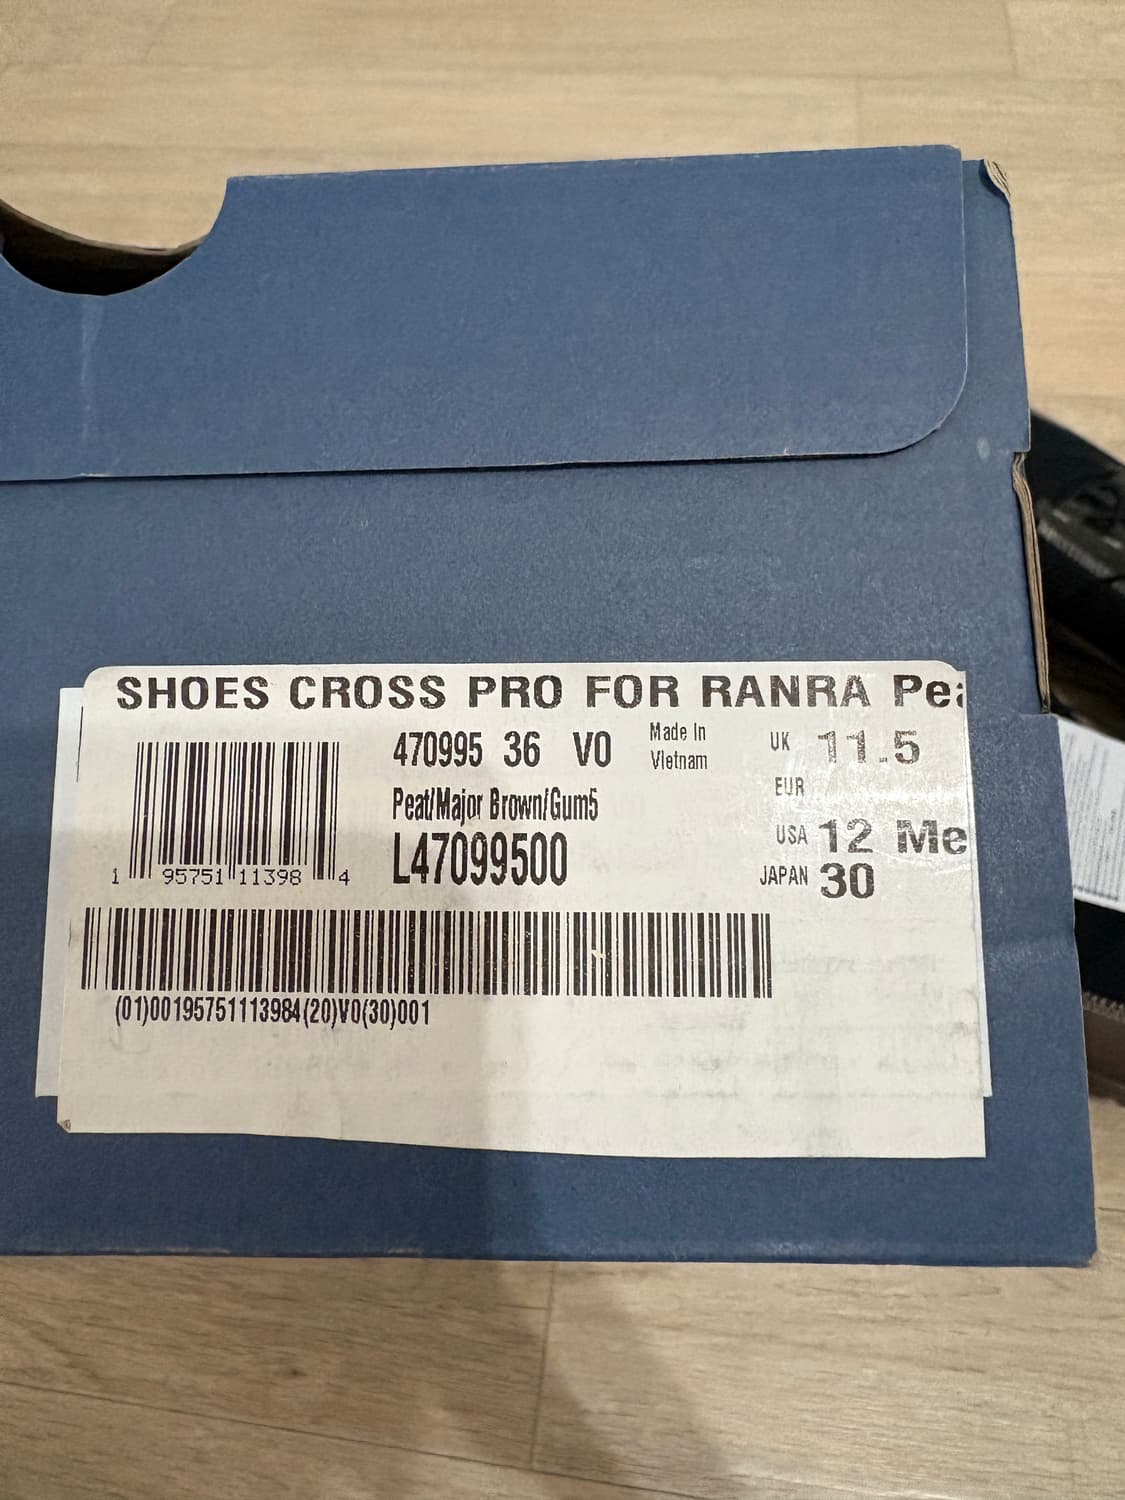 SHOES CROSS PRO FOR RANRA Pea
470995 36 V0
Made In
Vietnam
UK 11.5
Peat/Major Brown/Gum5
EUR
L47099500
USA 12 Me
JAPAN 30
1 95751 11398 4
(01)00195751113984(20)V0(30)001